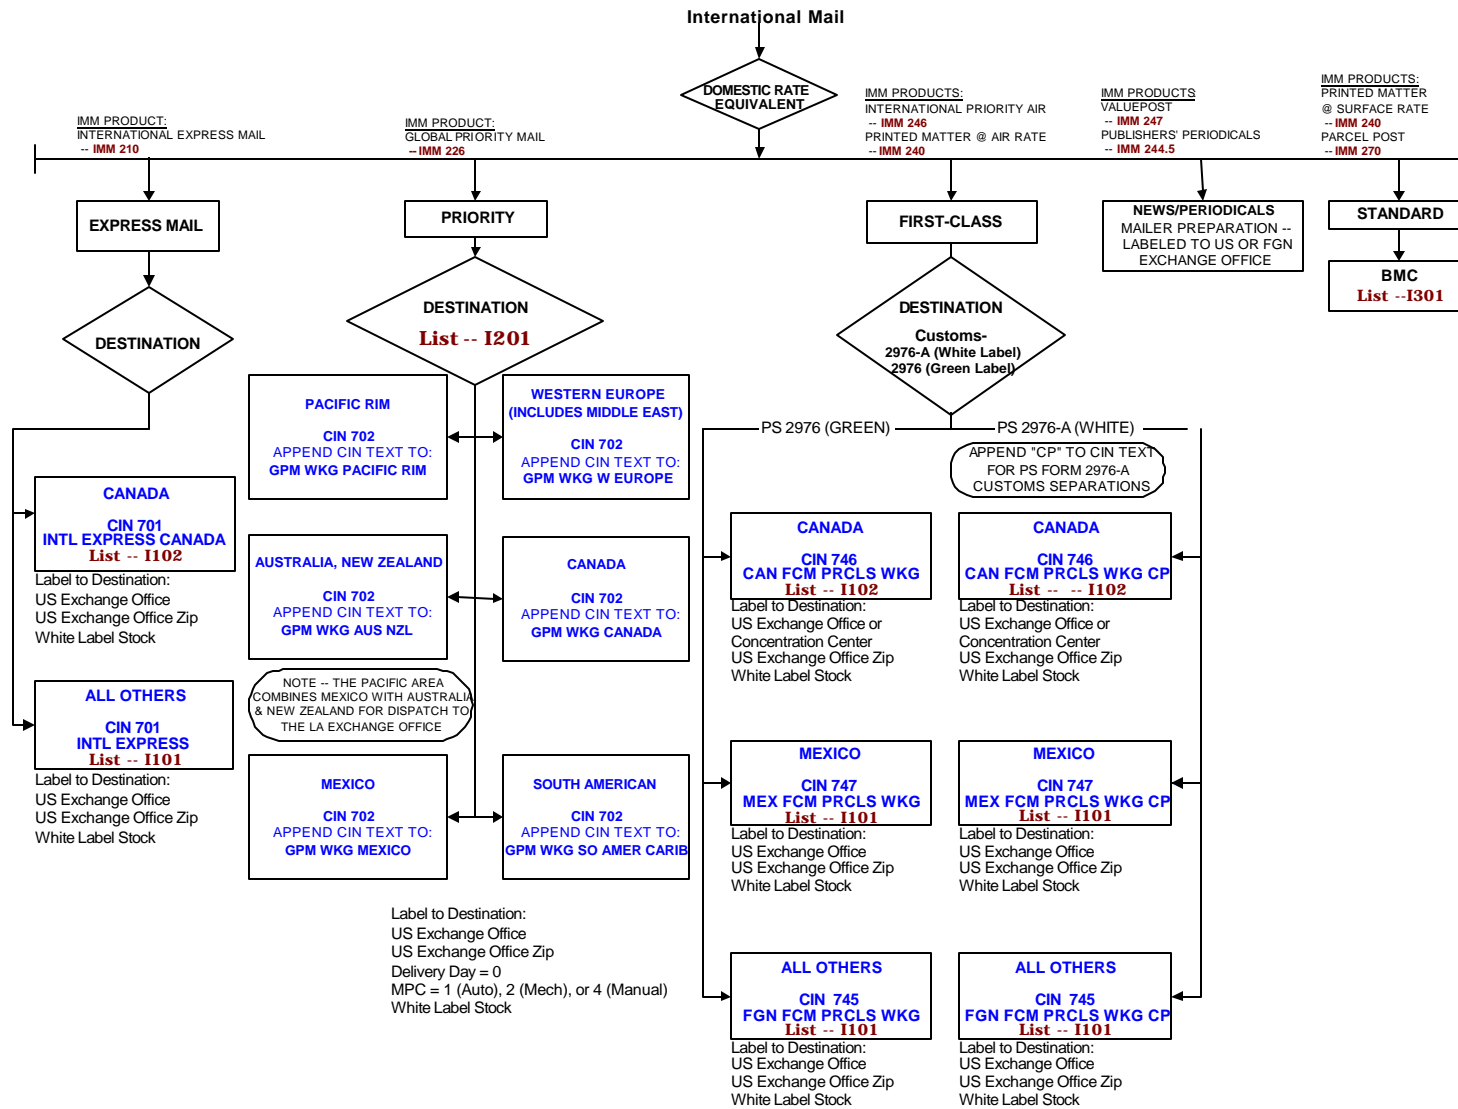 International Mail
DOMESTIC RATE
EQUIVALENT
IMM PRODUCT:
INTERNATIONAL EXPRESS MAIL
-- IMM 210
IMM PRODUCT:
GLOBAL PRIORITY MAIL
-- IMM 226
IMM PRODUCTS:
INTERNATIONAL PRIORITY AIR
-- IMM 246
PRINTED MATTER @ AIR RATE
-- IMM 240
IMM PRODUCTS
VALUEPOST
-- IMM 247
PUBLISHERS' PERIODICALS
-- IMM 244.5
IMM PRODUCTS:
PRINTED MATTER
@ SURFACE RATE
-- IMM 240
PARCEL POST
-- IMM 270
EXPRESS MAIL
PRIORITY
FIRST-CLASS
NEWS/PERIODICALS
MAILER PREPARATION --
LABELED TO US OR FGN
EXCHANGE OFFICE
STANDARD
BMC
List --I301
DESTINATION
DESTINATION
List -- I201
DESTINATION
Customs-
2976-A (White Label)
2976 (Green Label)
CANADA
CIN 701
INTL EXPRESS CANADA
List -- I102
Label to Destination:
US Exchange Office
US Exchange Office Zip
White Label Stock
ALL OTHERS
CIN 701
INTL EXPRESS
List -- I101
Label to Destination:
US Exchange Office
US Exchange Office Zip
White Label Stock
PACIFIC RIM
CIN 702
APPEND CIN TEXT TO:
GPM WKG PACIFIC RIM
WESTERN EUROPE
(INCLUDES MIDDLE EAST)
CIN 702
APPEND CIN TEXT TO:
GPM WKG W EUROPE
AUSTRALIA, NEW ZEALAND
CIN 702
APPEND CIN TEXT TO:
GPM WKG AUS NZL
CANADA
CIN 702
APPEND CIN TEXT TO:
GPM WKG CANADA
NOTE -- THE PACIFIC AREA
COMBINES MEXICO WITH AUSTRALIA
& NEW ZEALAND FOR DISPATCH TO
THE LA EXCHANGE OFFICE
MEXICO
CIN 702
APPEND CIN TEXT TO:
GPM WKG MEXICO
SOUTH AMERICAN
CIN 702
APPEND CIN TEXT TO:
GPM WKG SO AMER CARIB
Label to Destination:
US Exchange Office
US Exchange Office Zip
Delivery Day = 0
MPC = 1 (Auto), 2 (Mech), or 4 (Manual)
White Label Stock
PS 2976 (GREEN)
PS 2976-A (WHITE)
APPEND "CP" TO CIN TEXT
FOR PS FORM 2976-A
CUSTOMS SEPARATIONS
CANADA
CIN 746
CAN FCM PRCLS WKG
List -- I102
Label to Destination:
US Exchange Office or
Concentration Center
US Exchange Office Zip
White Label Stock
CANADA
CIN 746
CAN FCM PRCLS WKG CP
List -- -- I102
Label to Destination:
US Exchange Office or
Concentration Center
US Exchange Office Zip
White Label Stock
MEXICO
CIN 747
MEX FCM PRCLS WKG
List -- I101
Label to Destination:
US Exchange Office
US Exchange Office Zip
White Label Stock
MEXICO
CIN 747
MEX FCM PRCLS WKG CP
List -- I101
Label to Destination:
US Exchange Office
US Exchange Office Zip
White Label Stock
ALL OTHERS
CIN 745
FGN FCM PRCLS WKG
List -- I101
Label to Destination:
US Exchange Office
US Exchange Office Zip
White Label Stock
ALL OTHERS
CIN 745
FGN FCM PRCLS WKG CP
List -- I101
Label to Destination:
US Exchange Office
US Exchange Office Zip
White Label Stock